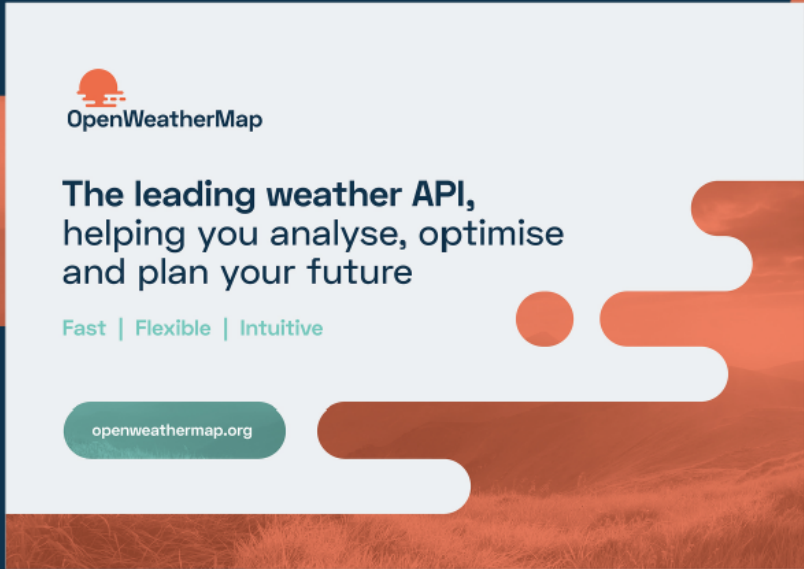 OpenWeatherMap
The leading weather API,
helping you analyse, optimise
and plan your future
Fast | Flexible | Intuitive
openweathermap.org